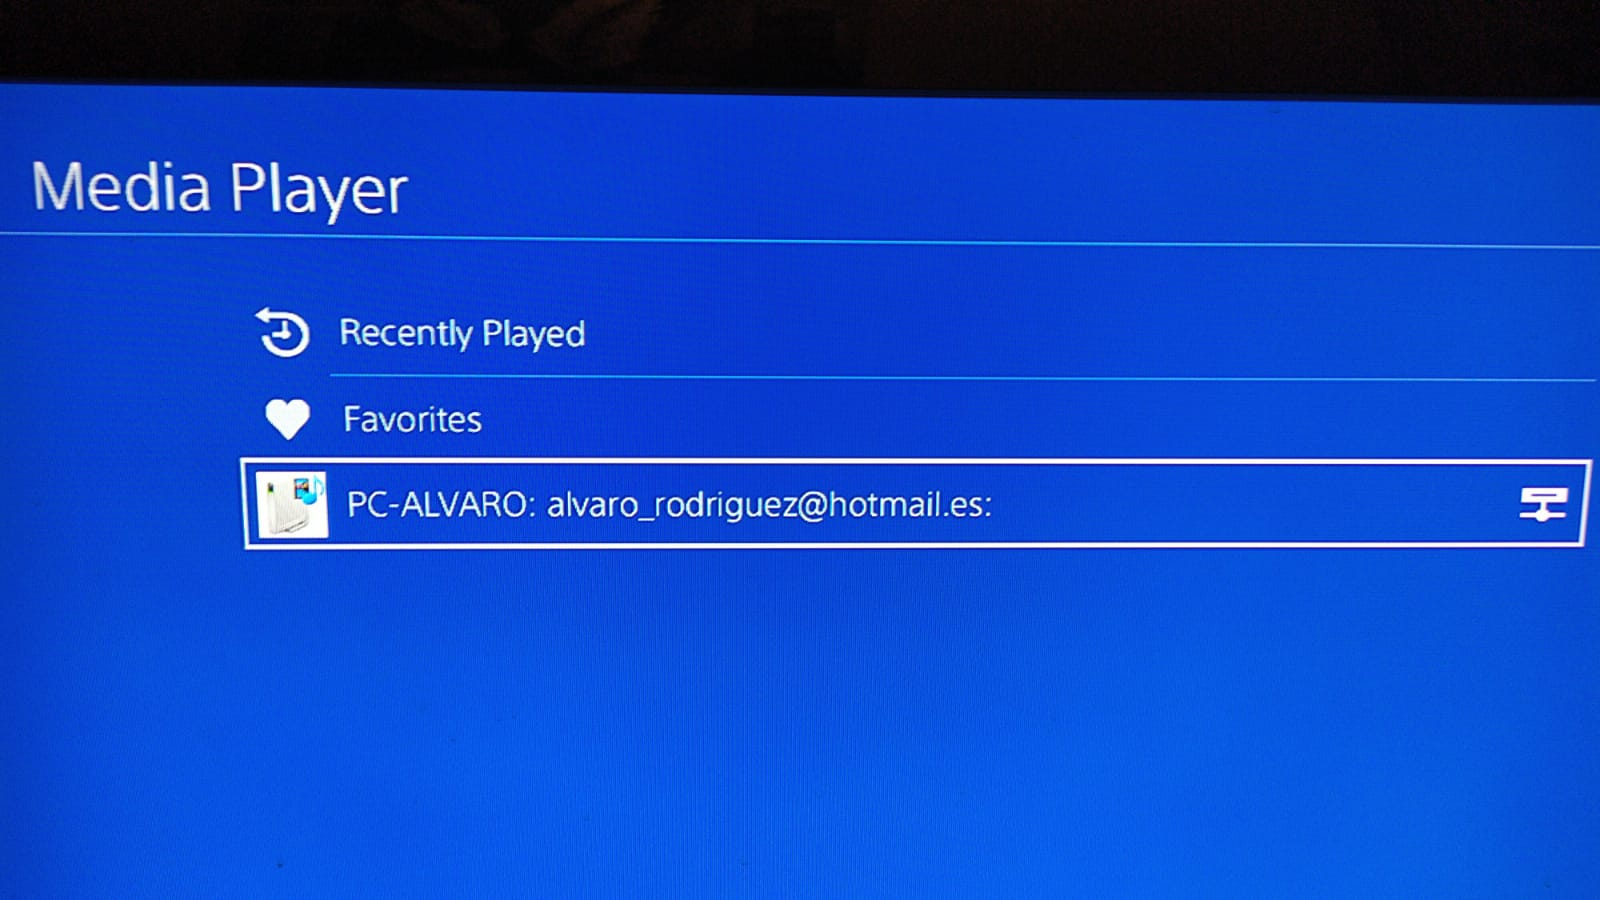 Media Player
Recently Played
Favorites
PC-ALVARO: alvaro_rodriguez@hotmail.es: